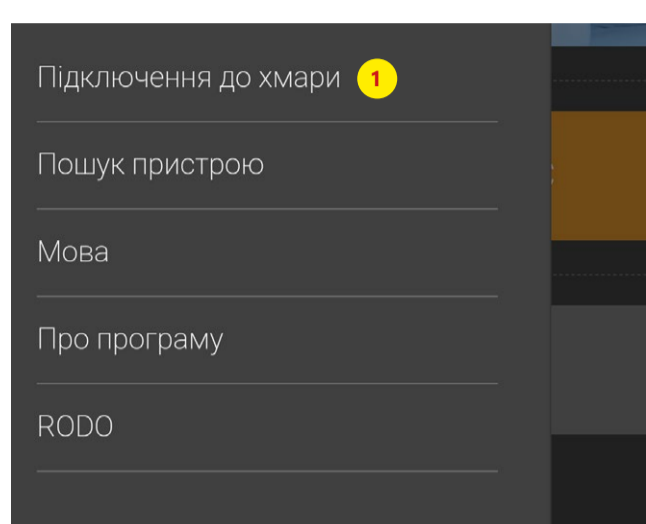 Підключення до хмари 1
Пошук пристрою
Мова
Про програму
RODO